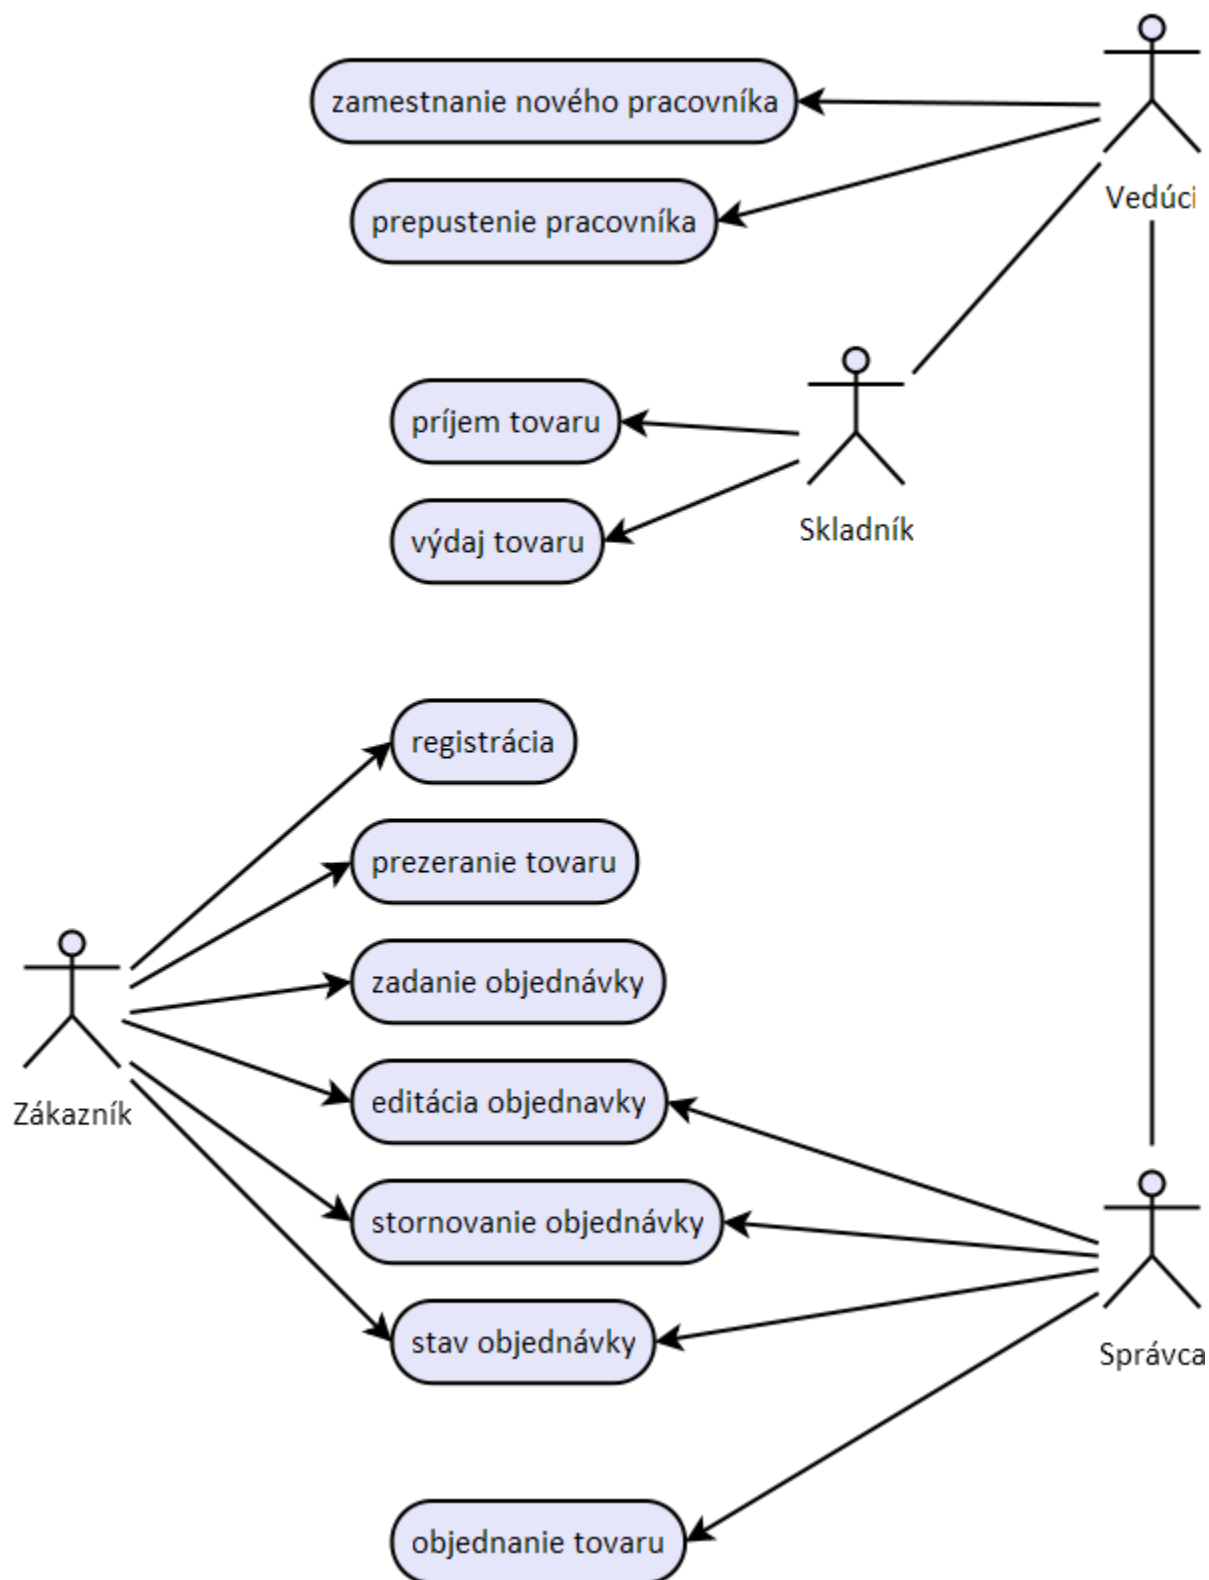 zamestnanie nového pracovníka
Vedúci
prepustenie pracovníka
príjem tovaru
Skladník
výdaj tovaru
registrácia
prezeranie tovaru
zadanie objednávky
Zákazník
editácia objednavky
stornovanie objednávky
stav objednávky
Správca
objednanie tovaru